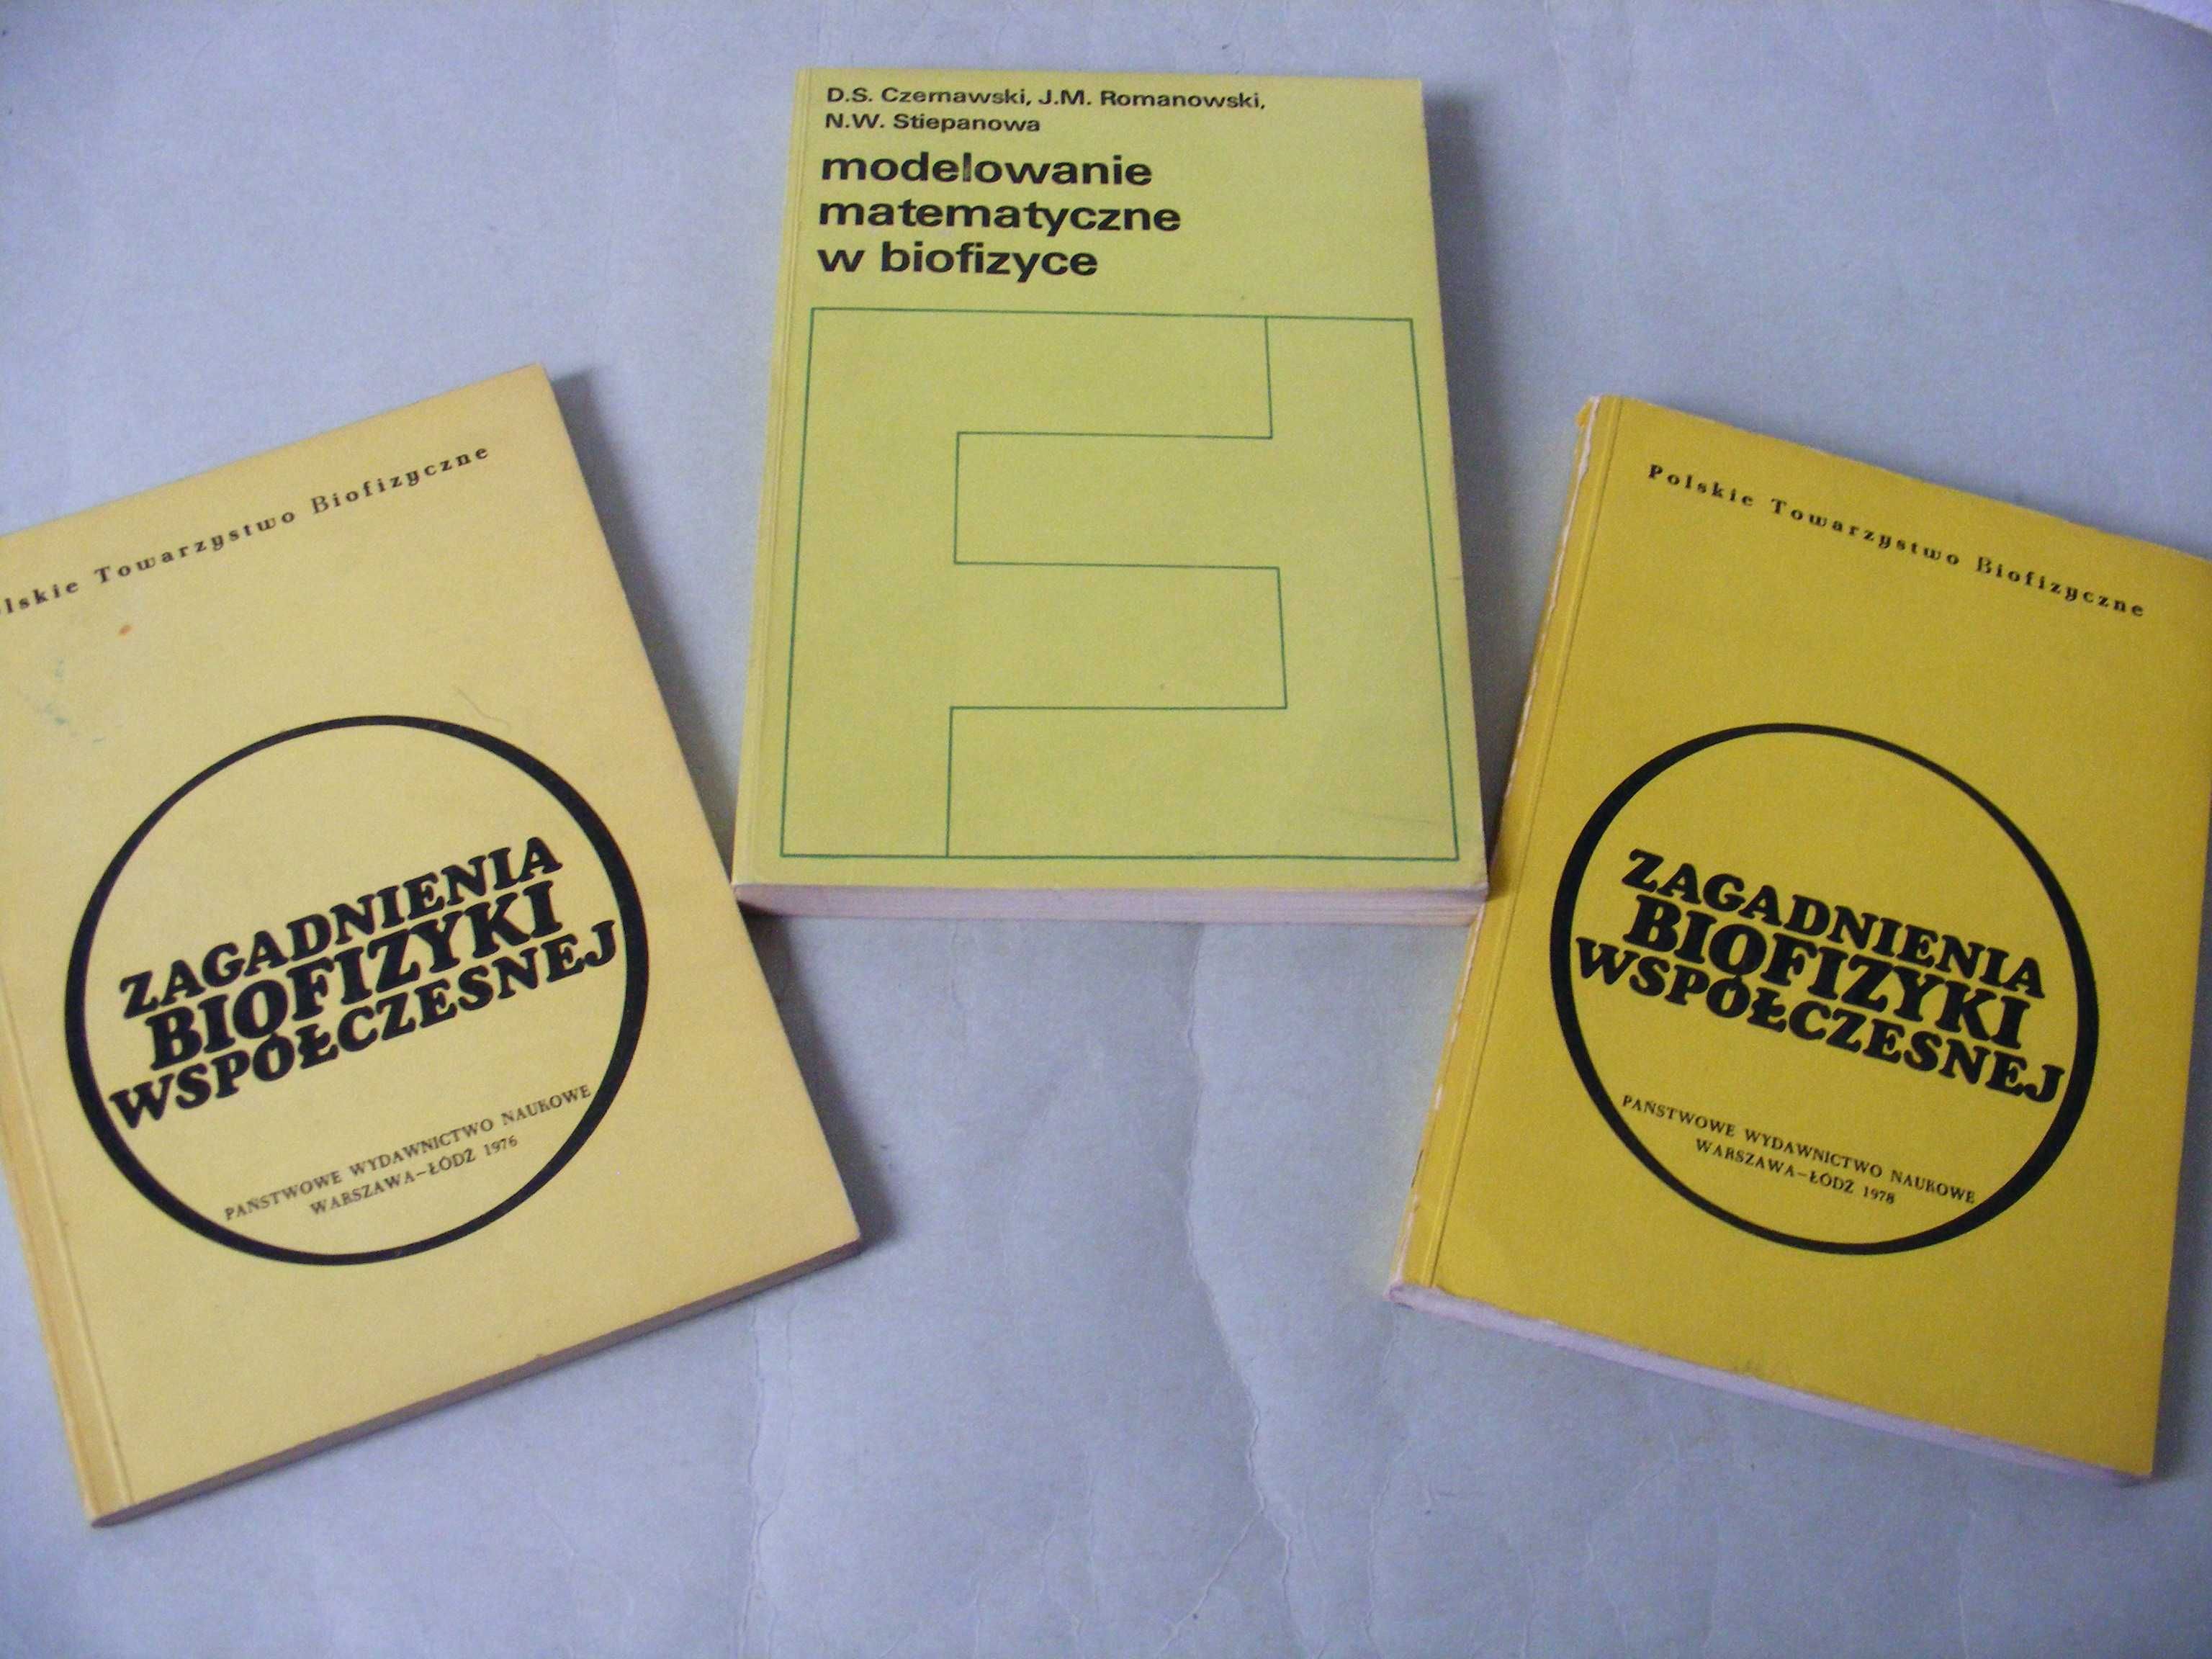 D.S. Czernawski, J.M. Romanowski,
N.W. Stiepanowa
modelowanie
matematyczne
w biofizyce
Towarzystwo Biofizyczne
ZAGADNIENIA
BIOFIZYKI
WSPÓŁCZESNEJ
PAŃSTWOWE WYDAWNICTWO NAUKOWE
WARSZAWA–ŁÓDŹ 1976
Polskie Towarzystwo Biofizyczne
ZAGADNIENIA
BIOFIZYKI
WSPÓŁCZESNEJ
PAŃSTWOWE WYDAWNICTWO NAUKOWE
WARSZAWA–ŁÓDŹ 1978